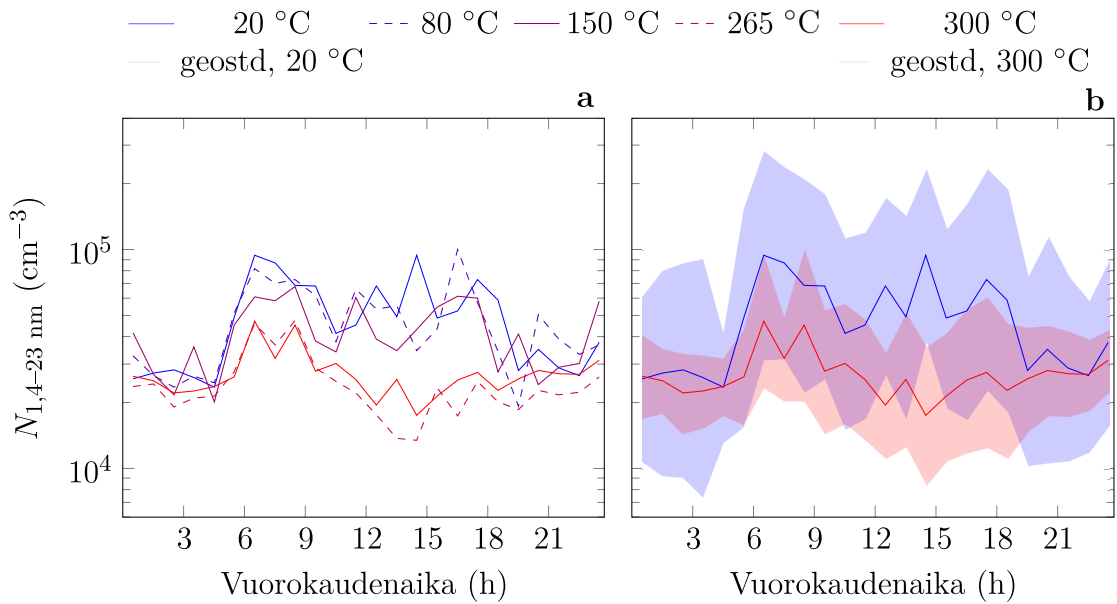 20 °C 80 °C 150 °C 265 °C 300 °C
geostd, 20 °C geostd, 300 °C
a b
N1,4–23 nm (cm−3)
10^5
10^4
3 6 9 12 15 18 21 3 6 9 12 15 18 21
Vuorokaudenaika (h) Vuorokaudenaika (h)